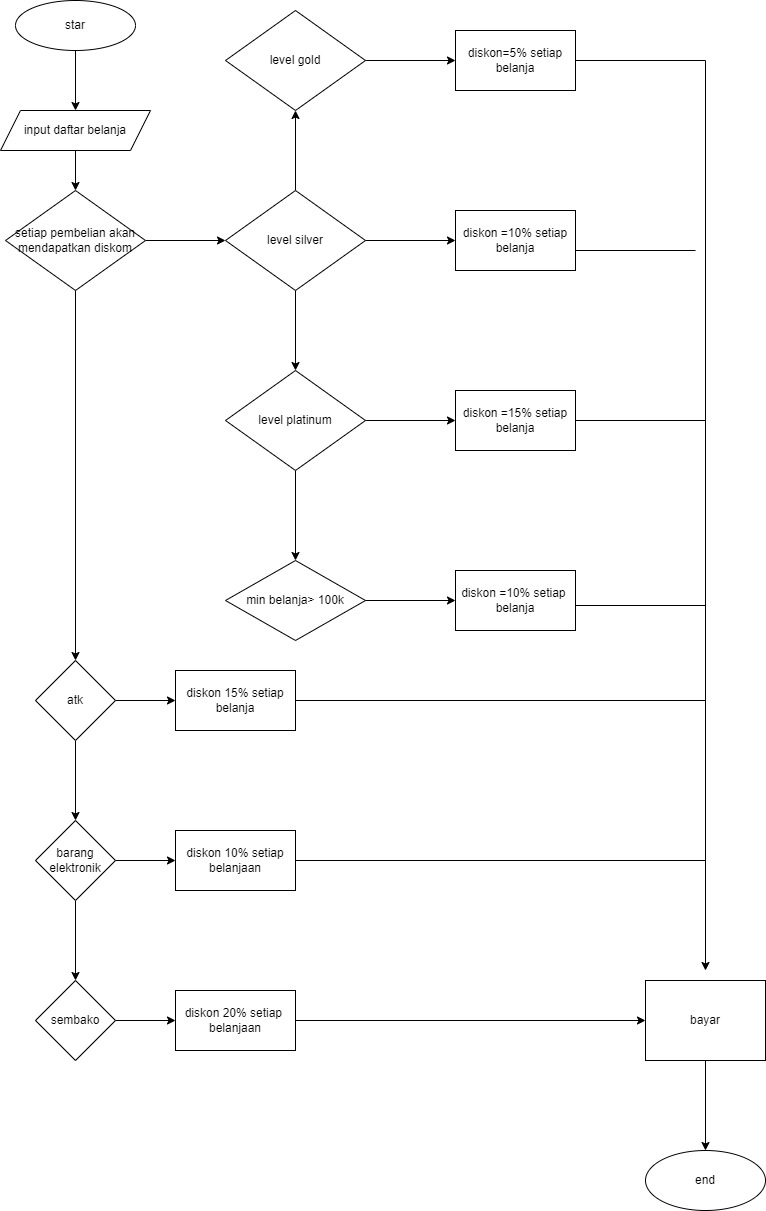 star
input daftar belanja
setiap pembelian akan
mendapatkan diskom
level gold
diskon=5% setiap
belanja
level silver
diskon =10% setiap
belanja
level platinum
diskon =15% setiap
belanja
min belanja> 100k
diskon =10% setiap
belanja
atk
diskon 15% setiap
belanja
barang
elektronik
diskon 10% setiap
belanjaan
sembako
diskon 20% setiap
belanjaan
bayar
end